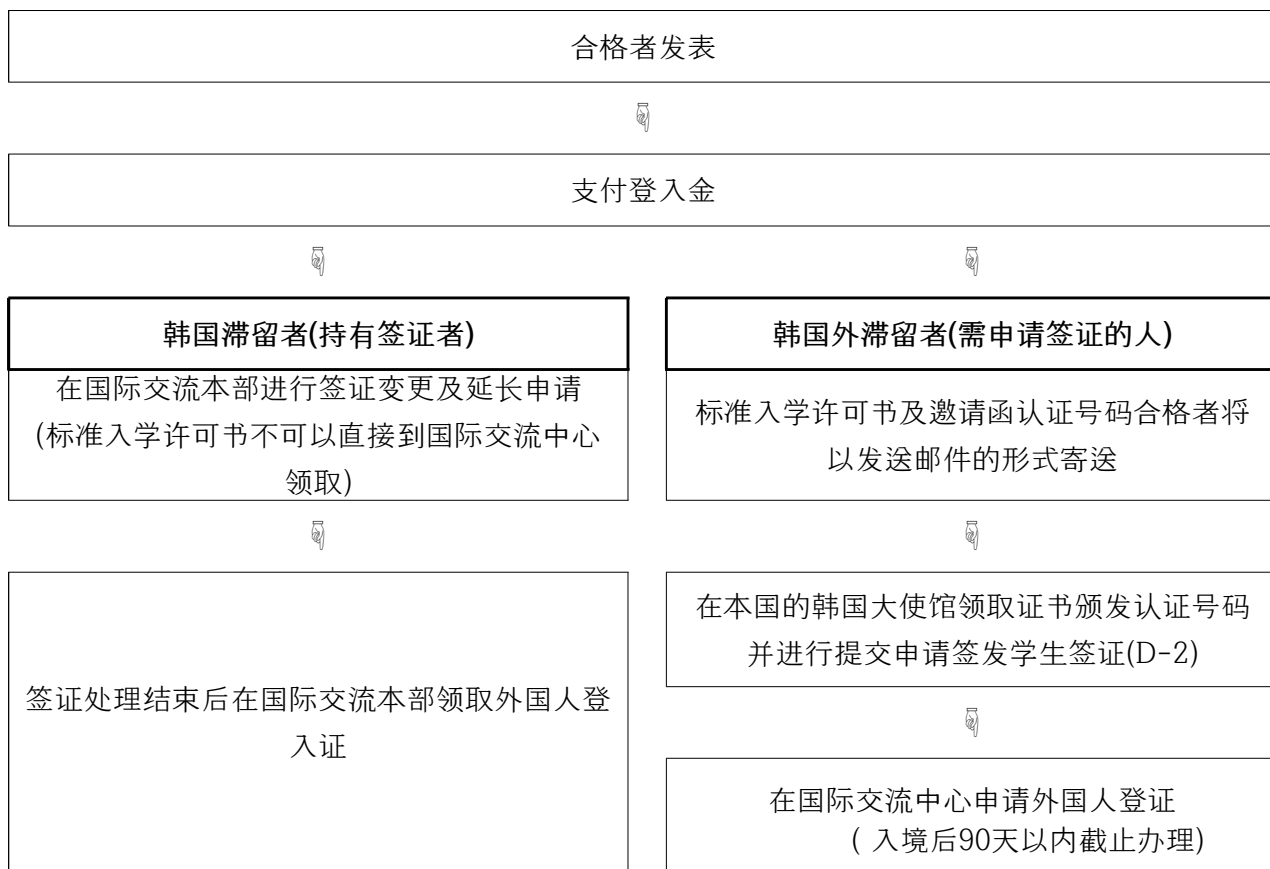 合格者发表
☟
支付登入金
☟
☟
韩国滞留者(持有签证者)
在国际交流本部进行签证变更及延长申请
(标准入学许可书不可以直接到国际交流中心
领取)
☟
签证处理结束后在国际交流本部领取外国人登
入证
韩国外滞留者(需申请签证的人)
标准入学许可书及邀请函认证号码合格者将
以发送邮件的形式寄送
☟
在本国的韩国大使馆领取证书颁发认证号码
并进行提交申请签发学生签证(D-2)
☟
在国际交流中心申请外国人登证
( 入境后90天以内截止办理)